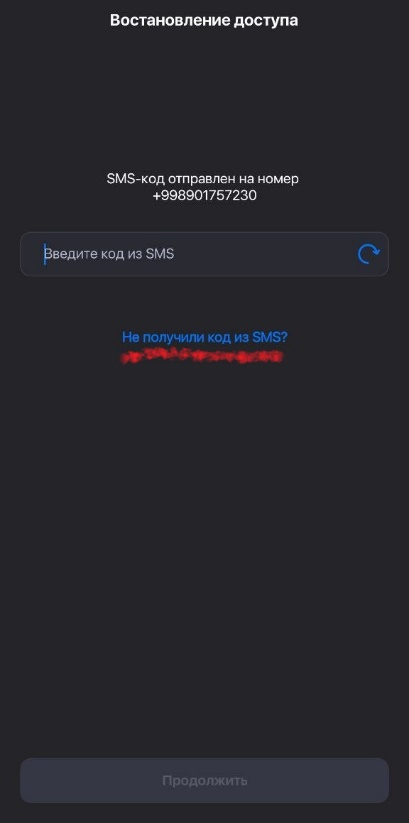 Востановление доступа
SMS-код отправлен на номер
+998901757230
Введите код из SMS
Не получили код из SMS?
Продолжить